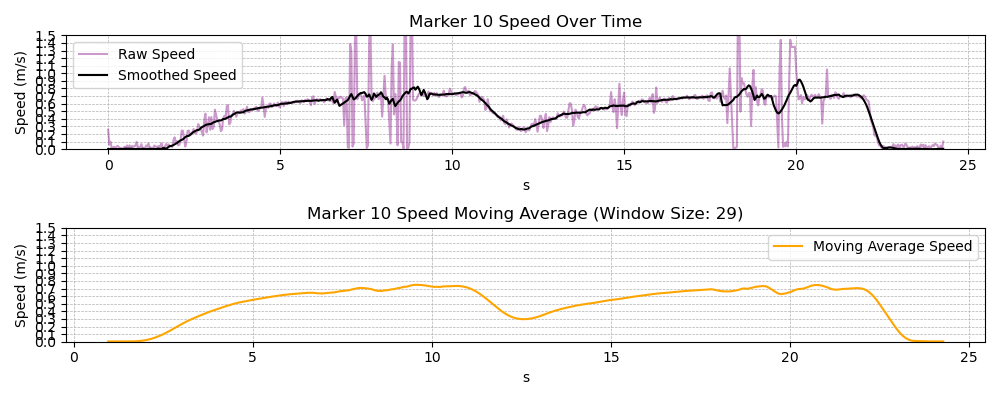 Marker 10 Speed Over Time
1.5
1.3
1.2
1.1
1.0
0.9
0.8
0.7
0.6
0.5
0.4
0.3
0.2
0.1
0.0
Speed (m/s)
Raw Speed
Smoothed Speed
0 5 10 15 20 25
s
Marker 10 Speed Moving Average (Window Size: 29)
1.5
1.3
1.2
1.1
1.0
0.9
0.8
0.7
0.6
0.5
0.4
0.3
0.2
0.1
0.0
Speed (m/s)
Moving Average Speed
0 5 10 15 20 25
s